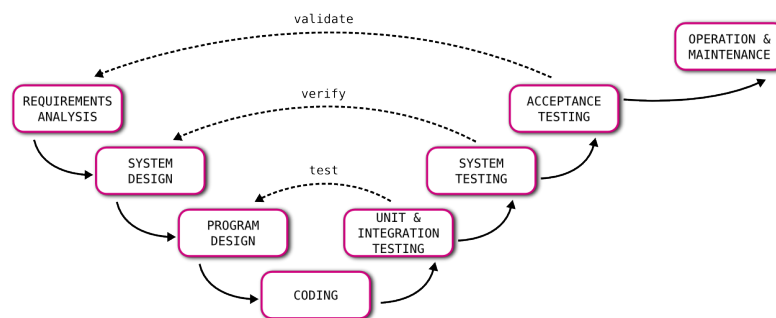 validate
OPERATION &
MAINTENANCE
REQUIREMENTS
ANALYSIS
verify
ACCEPTANCE
TESTING
SYSTEM
DESIGN
test
SYSTEM
TESTING
PROGRAM
DESIGN
UNIT &
INTEGRATION
TESTING
CODING